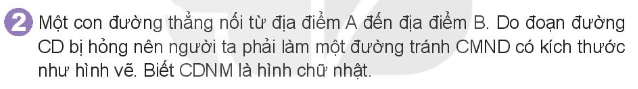 2 Một con đường thẳng nối từ địa điểm A đến địa điểm B. Do đoạn đường
CD bị hỏng nên người ta phải làm một đường tránh CMND có kích thước
như hình vẽ. Biết CDNM là hình chữ nhật.